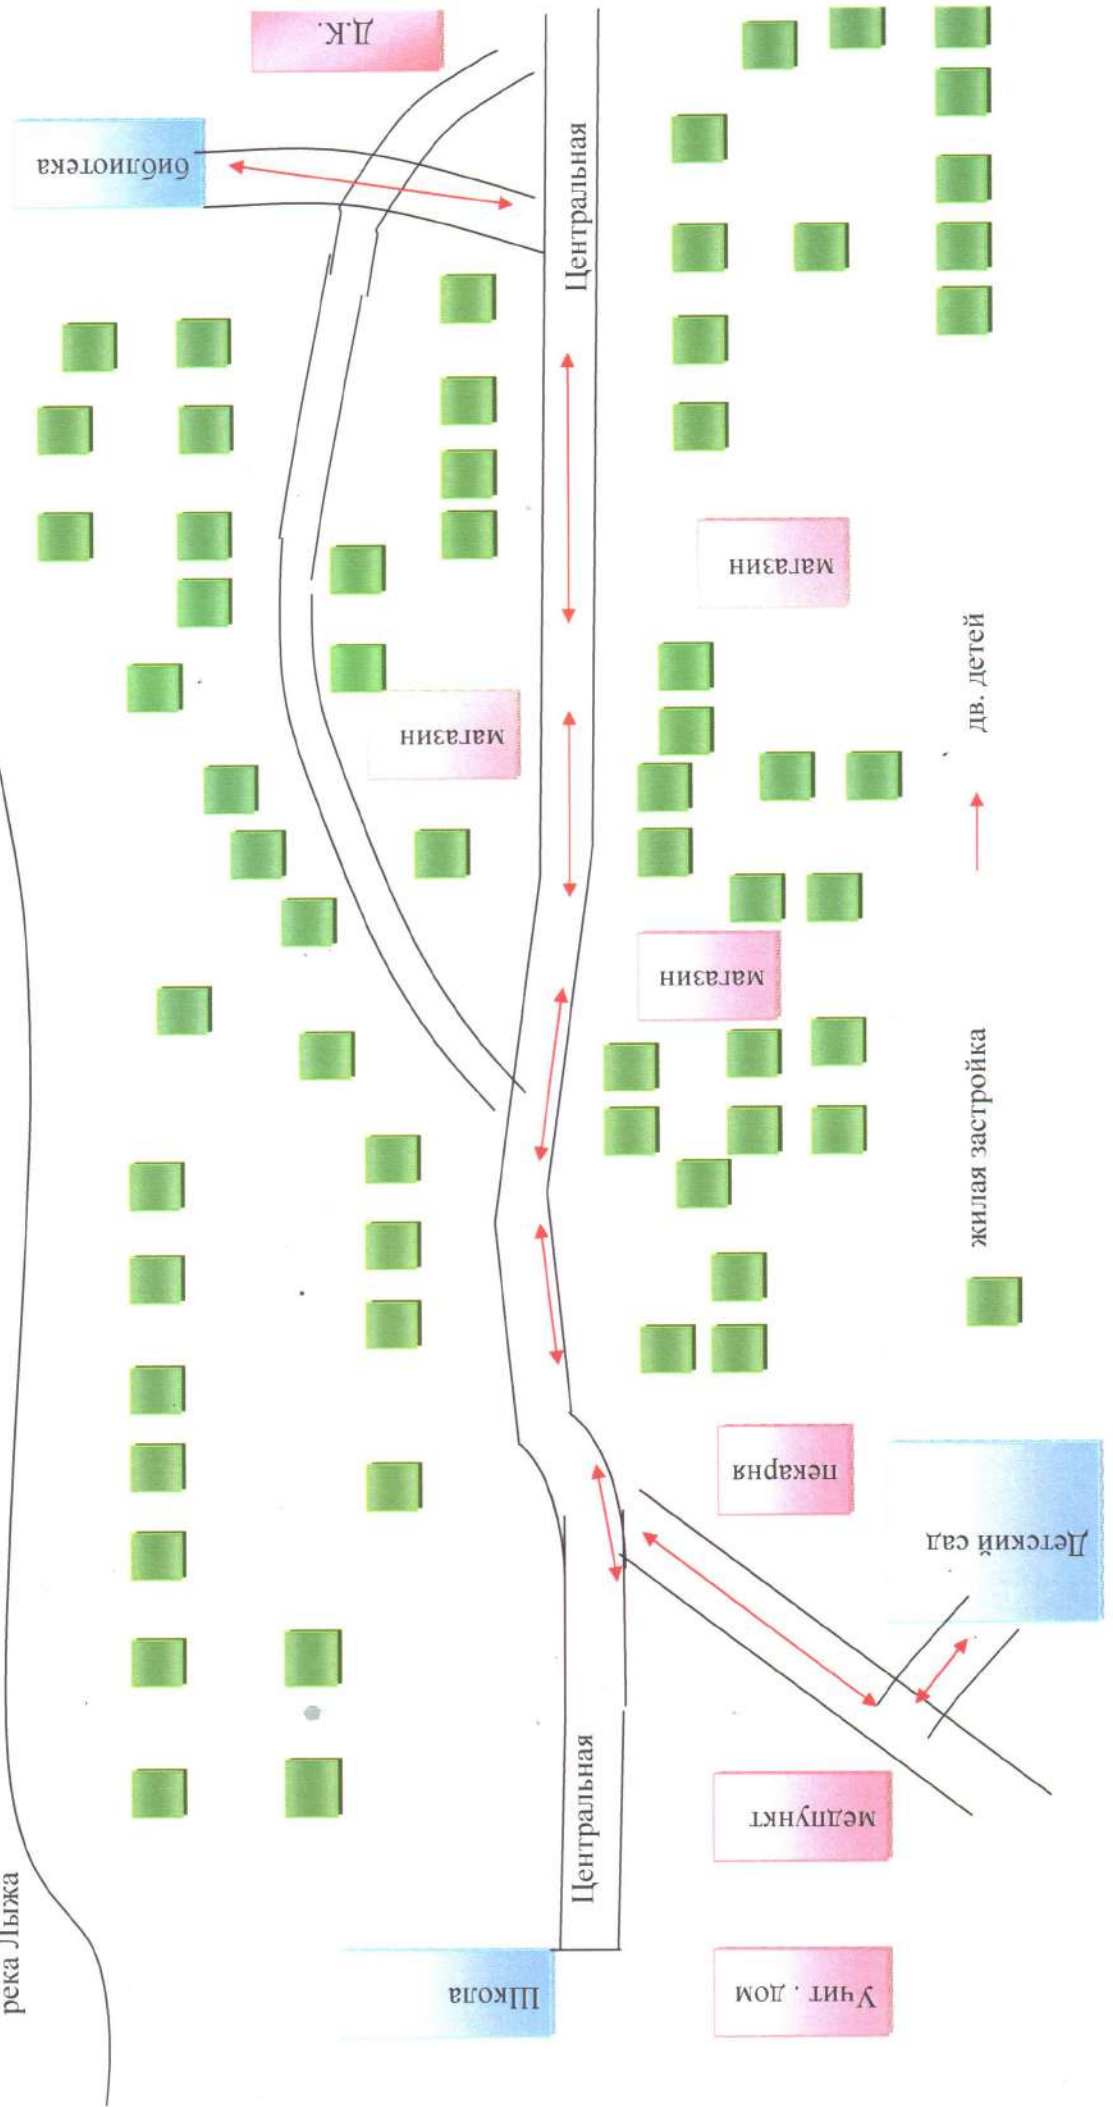 река Лыжа
Школа
Учит . дом
медпункт
Центральная
Детский сад
пекарня
жилая застройка
дв. детей
магазин
магазин
магазин
Центральная
библиотека
Д.К.